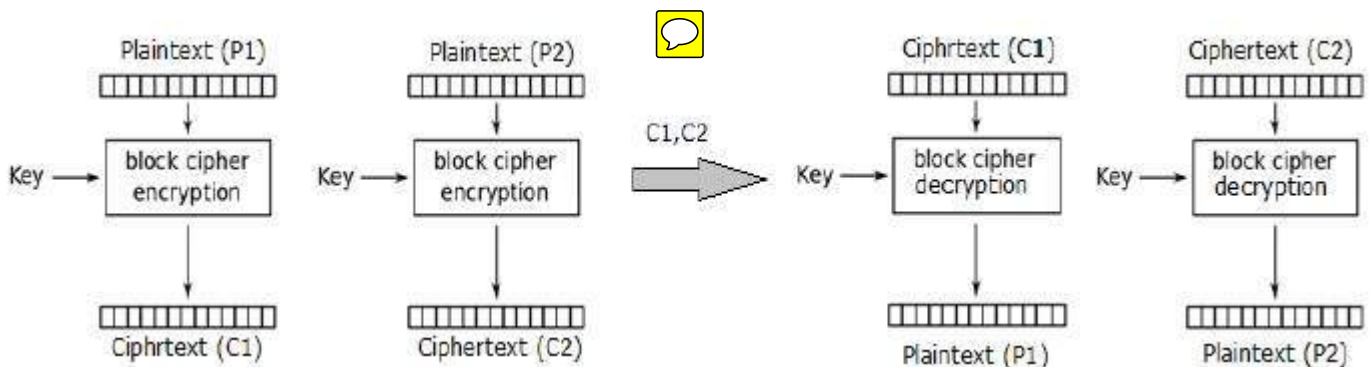 Plaintext (P1)
Plaintext (P2)
Ciphrtext (C1)
Ciphertext (C2)
C1,C2
Key
block cipher
encryption
Key
block cipher
encryption
Key
block cipher
decryption
Key
block cipher
decryption
Ciphrtext (C1)
Ciphertext (C2)
Plaintext (P1)
Plaintext (P2)